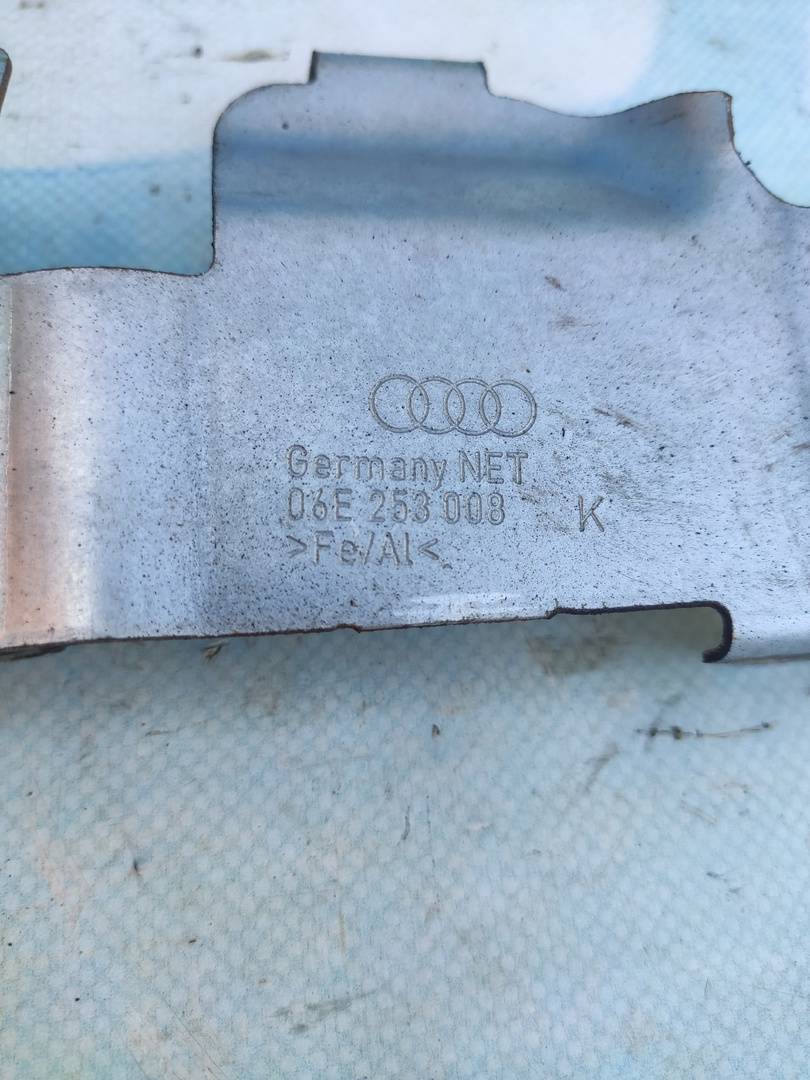 Germany NET
06E 253 008 K
>Fe/Al<